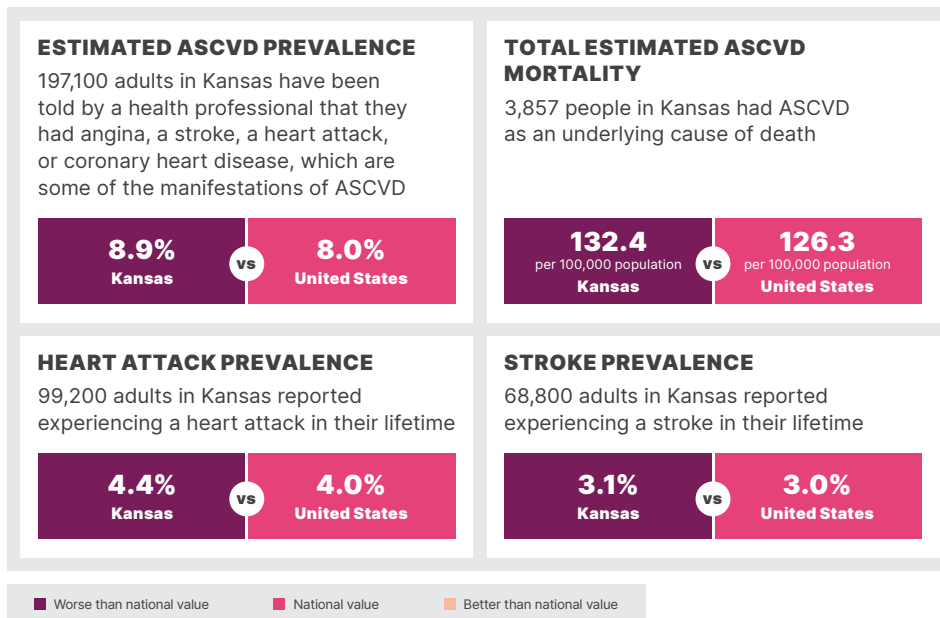 ESTIMATED ASCVD PREVALENCE
197,100 adults in Kansas have been
told by a health professional that they
had angina, a stroke, a heart attack,
or coronary heart disease, which are
some of the manifestations of ASCVD
8.9%
Kansas
vs
8.0%
United States
TOTAL ESTIMATED ASCVD
MORTALITY
3,857 people in Kansas had ASCVD
as an underlying cause of death
132.4
per 100,000 population
Kansas
vs
126.3
per 100,000 population
United States
HEART ATTACK PREVALENCE
99,200 adults in Kansas reported
experiencing a heart attack in their lifetime
4.4%
Kansas
vs
4.0%
United States
STROKE PREVALENCE
68,800 adults in Kansas reported
experiencing a stroke in their lifetime
3.1%
Kansas
vs
3.0%
United States
Worse than national value
National value
Better than national value